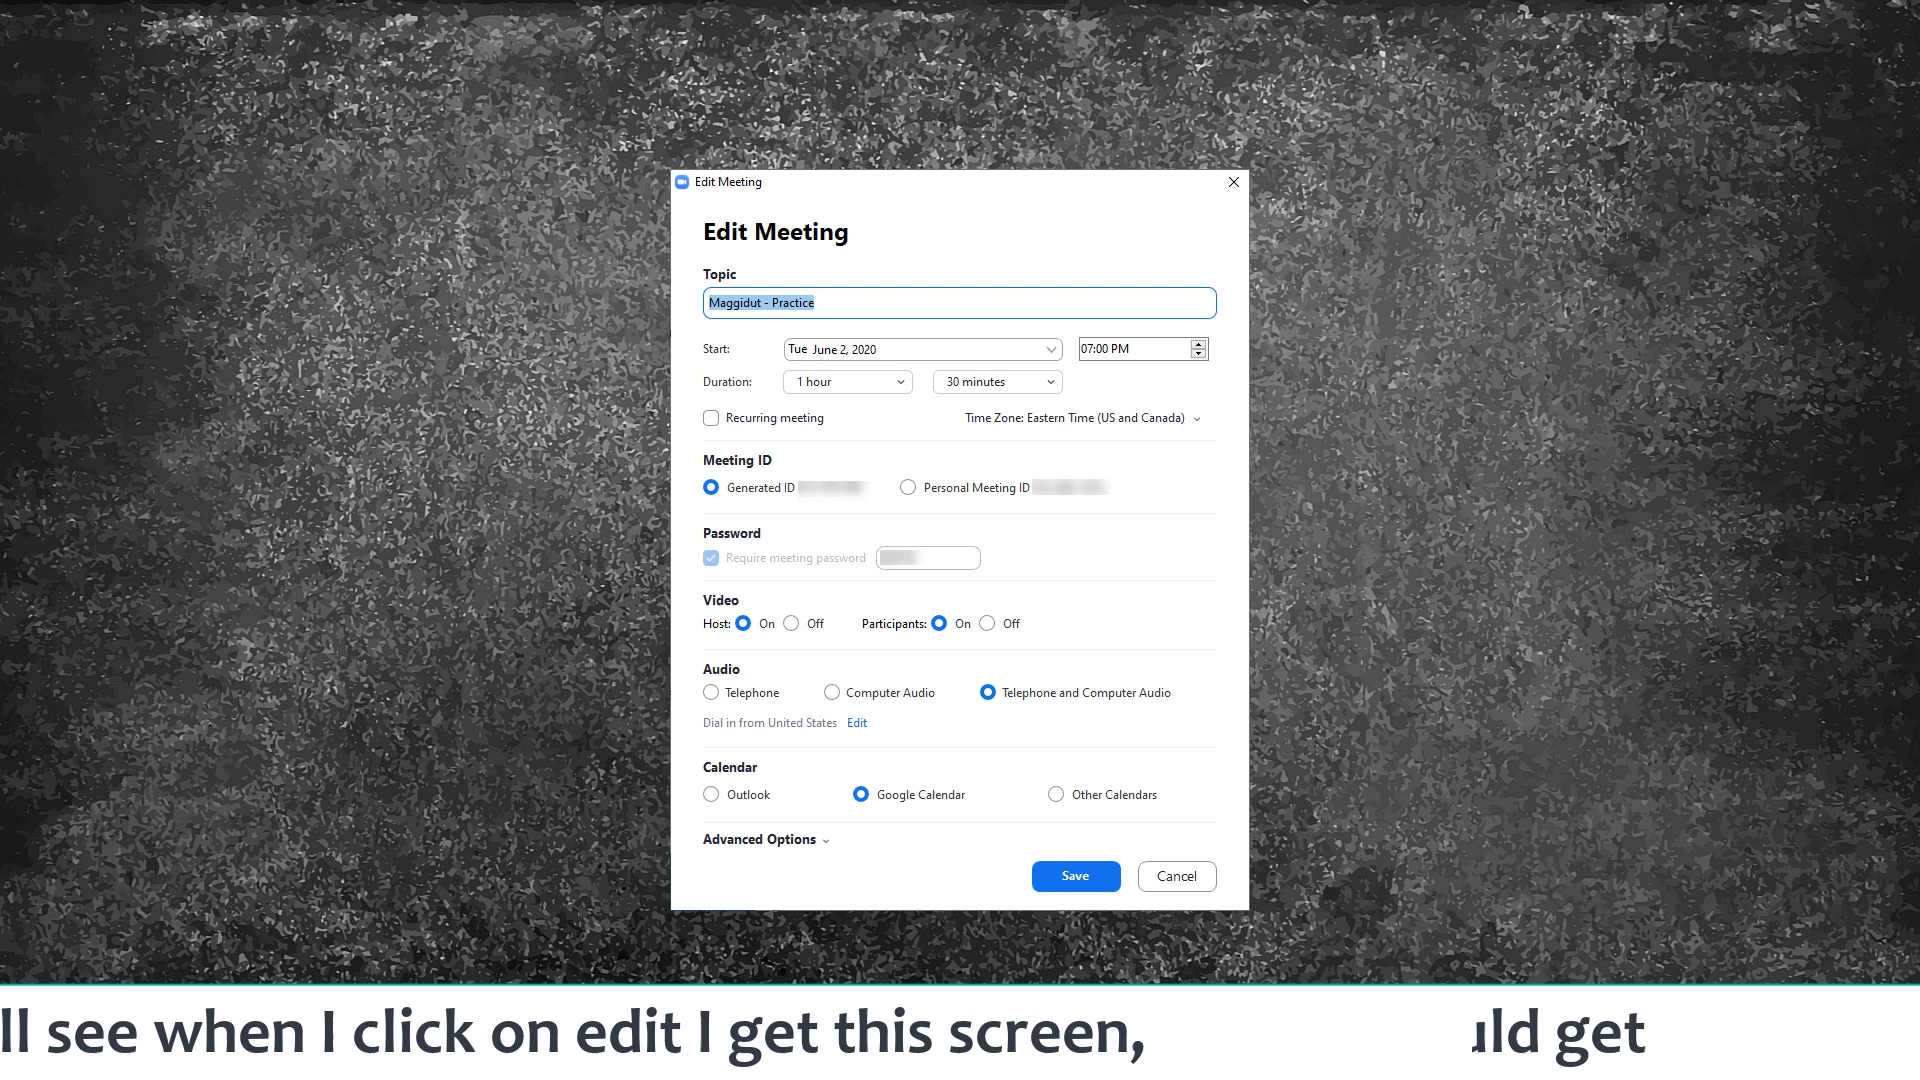 Edit Meeting
Edit Meeting
Topic
Maggidut - Practice
Start: Tue June 2, 2020 07:00 PM
Duration: 1 hour 30 minutes
Recurring meeting Time Zone: Eastern Time (US and Canada)
Meeting ID
Generated ID Personal Meeting ID
Password
Require meeting password
Video
Host: On Off Participants: On Off
Audio
Telephone Computer Audio Telephone and Computer Audio
Dial in from United States Edit
Calendar
Outlook Google Calendar Other Calendars
Advanced Options
Save Cancel
ll see when I click on edit I get this screen, get